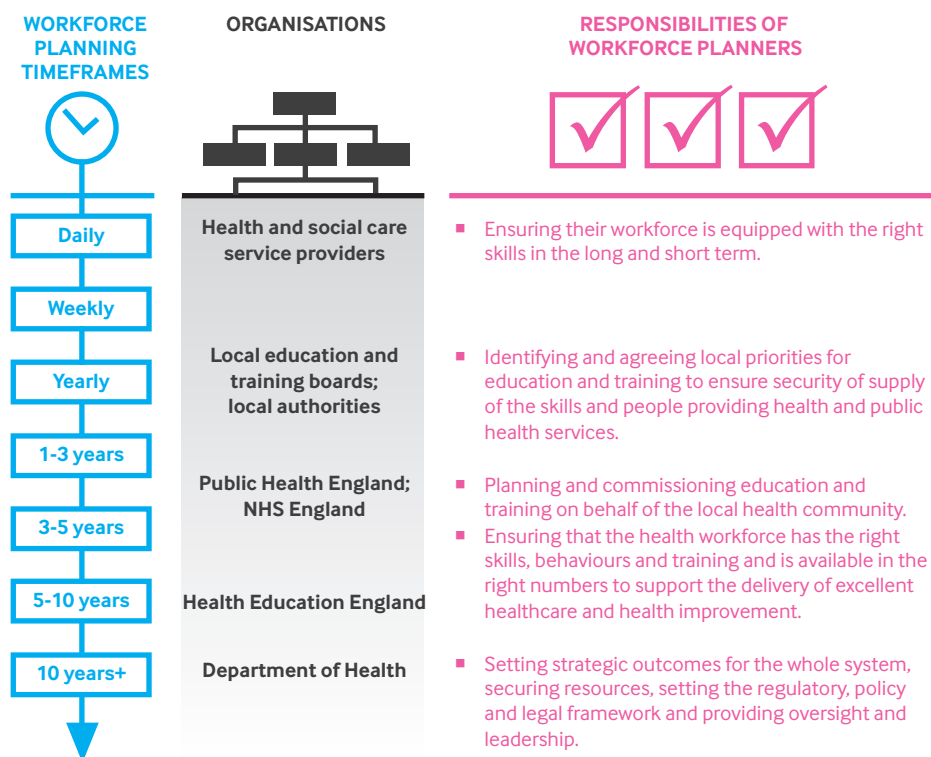 WORKFORCE
PLANNING
TIMEFRAMES
ORGANISATIONS
RESPONSIBILITIES OF
WORKFORCE PLANNERS
Daily
Weekly
Yearly
1-3 years
3-5 years
5-10 years
10 years+
Health and social care
service providers
Local education and
training boards;
local authorities
Public Health England;
NHS England
Health Education England
Department of Health
▪ Ensuring their workforce is equipped with the right
skills in the long and short term.
▪ Identifying and agreeing local priorities for
education and training to ensure security of supply
of the skills and people providing health and public
health services.
▪ Planning and commissioning education and
training on behalf of the local health community.
▪ Ensuring that the health workforce has the right
skills, behaviours and training and is available in the
right numbers to support the delivery of excellent
healthcare and health improvement.
▪ Setting strategic outcomes for the whole system,
securing resources, setting the regulatory, policy
and legal framework and providing oversight and
leadership.